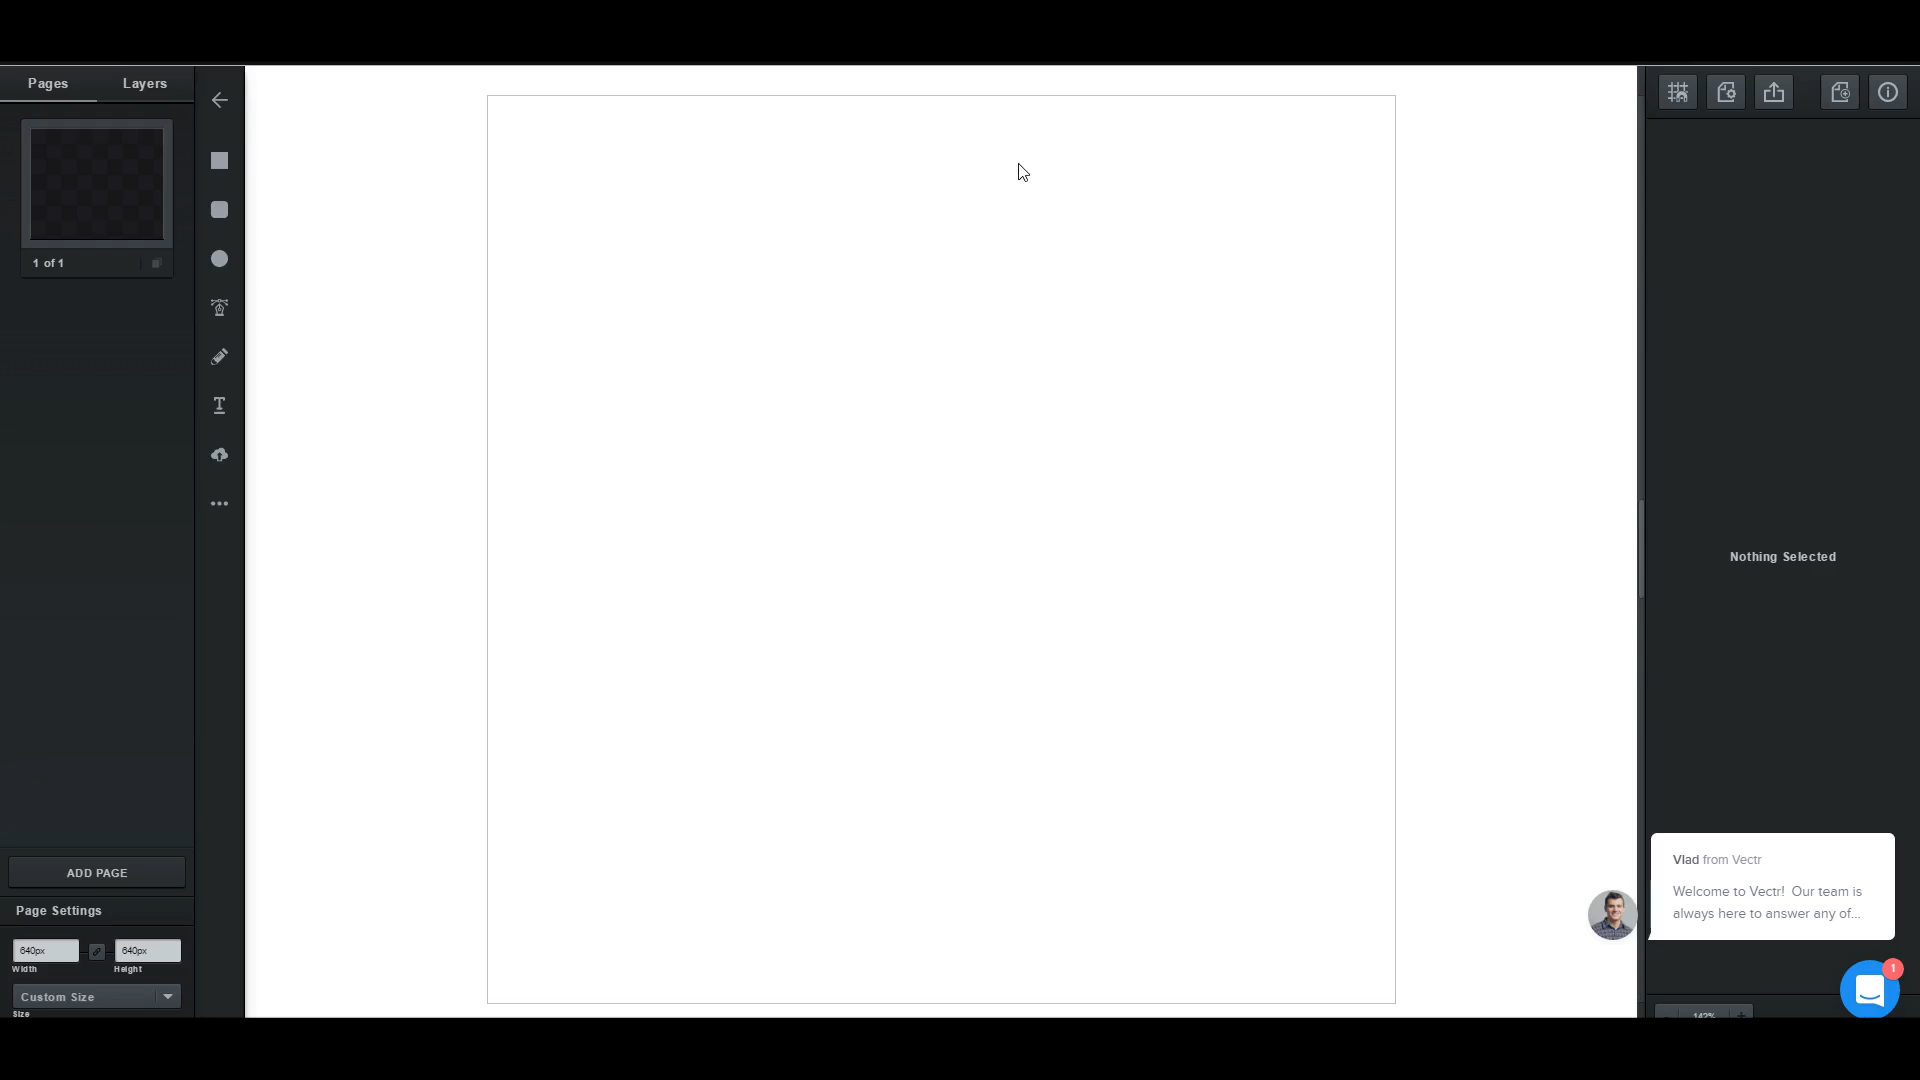 Pages Layers
1 of 1
ADD PAGE
Page Settings
640px 640px
Width Height
Custom Size
Size
Nothing Selected
Vlad from Vectr
Welcome to Vectr! Our team is
always here to answer any of...
1
142%